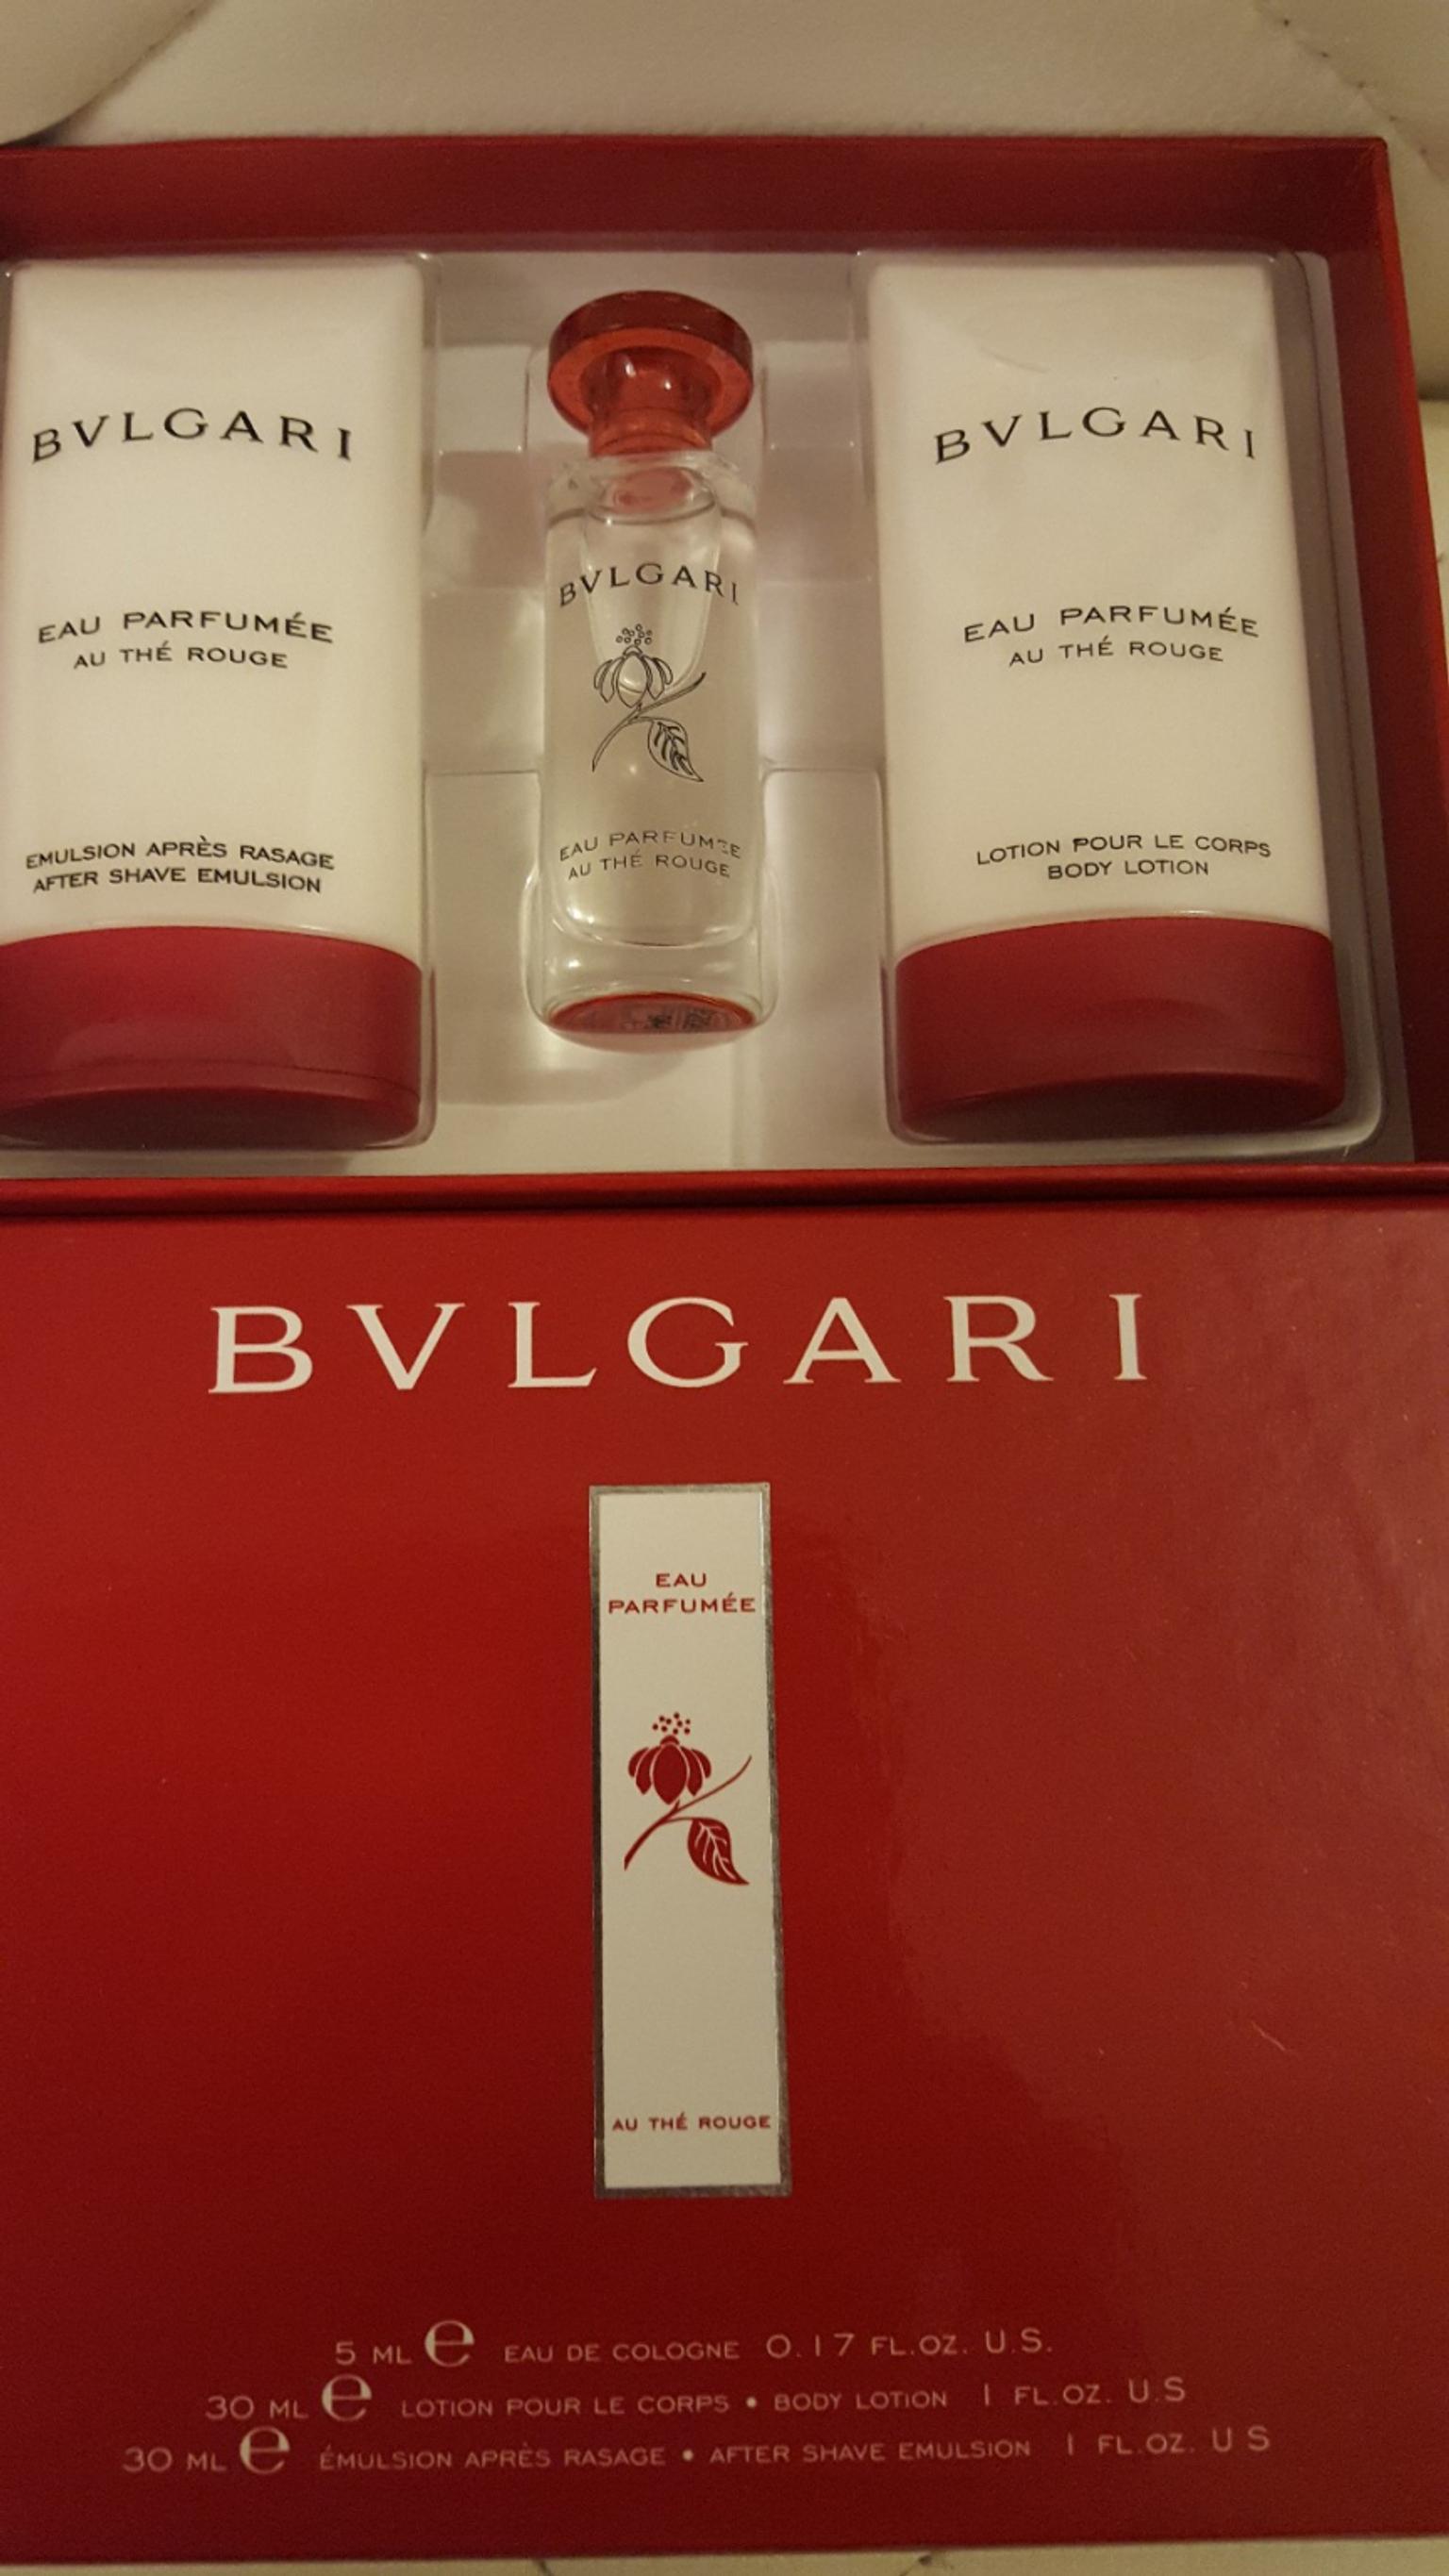 BVLGARI
EAU PARFUMÉE
AU THÉ ROUGE
EMULSION APRÈS RASAGE
AFTER SHAVE EMULSION
BVLGARI
EAU PARFUMÉE
AU THÉ ROUGE
BVLGARI
EAU PARFUMÉE
AU THÉ ROUGE
LOTION POUR LE CORPS
BODY LOTION
BVLGARI
EAU
PARFUMÉE
AU THÉ ROUGE
5 ML e EAU DE COLOGNE 0.17 FL.OZ. U.S.
30 ML e LOTION POUR LE CORPS • BODY LOTION 1 FL.OZ. U.S
30 ML e ÉMULSION APRÈS RASAGE • AFTER SHAVE EMULSION 1 FL.OZ. U S